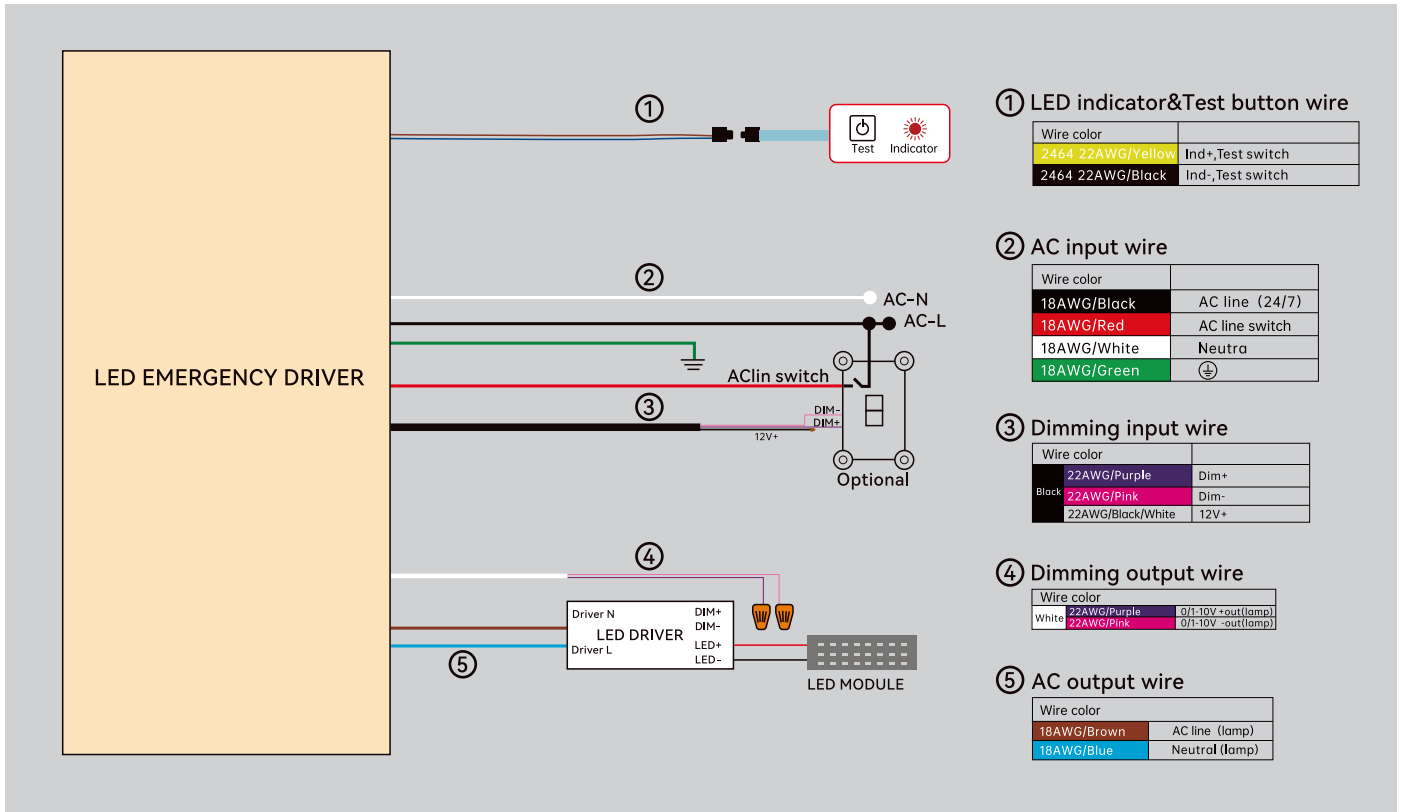 LED EMERGENCY DRIVER
①
Test
Indicator
②
AC-N
AC-L
AClin switch
③
DIM-
DIM+
12V+
Optional
④
Driver N
DIM+
DIM-
LED DRIVER
Driver L
LED+
LED-
⑤
LED MODULE
① LED indicator&Test button wire
Wire color
2464 22AWG/Yellow Ind+,Test switch
2464 22AWG/Black Ind-,Test switch
② AC input wire
Wire color
18AWG/Black AC line (24/7)
18AWG/Red AC line switch
18AWG/White Neutra
18AWG/Green
③ Dimming input wire
Wire color
Black
22AWG/Purple Dim+
22AWG/Pink Dim-
22AWG/Black/White 12V+
④ Dimming output wire
Wire color
White
22AWG/Purple 0/1-10V +out(lamp)
22AWG/Pink 0/1-10V -out(lamp)
⑤ AC output wire
Wire color
18AWG/Brown AC line (lamp)
18AWG/Blue Neutral (lamp)